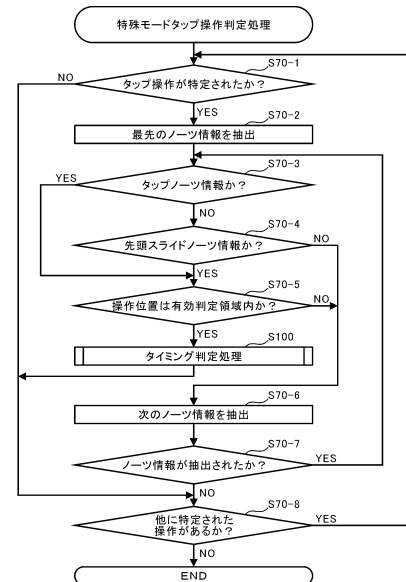 特殊モードタップ操作判定処理
S70-1
タップ操作が特定されたか?
NO
YES
S70-2
最先のノーツ情報を抽出
S70-3
タップノーツ情報か?
YES
NO
S70-4
先頭スライドノーツ情報か?
NO
YES
S70-5
操作位置は有効判定領域内か?
NO
YES
S100
タイミング判定処理
S70-6
次のノーツ情報を抽出
S70-7
ノーツ情報が抽出されたか?
YES
NO
S70-8
他に特定された
操作があるか?
YES
NO
END